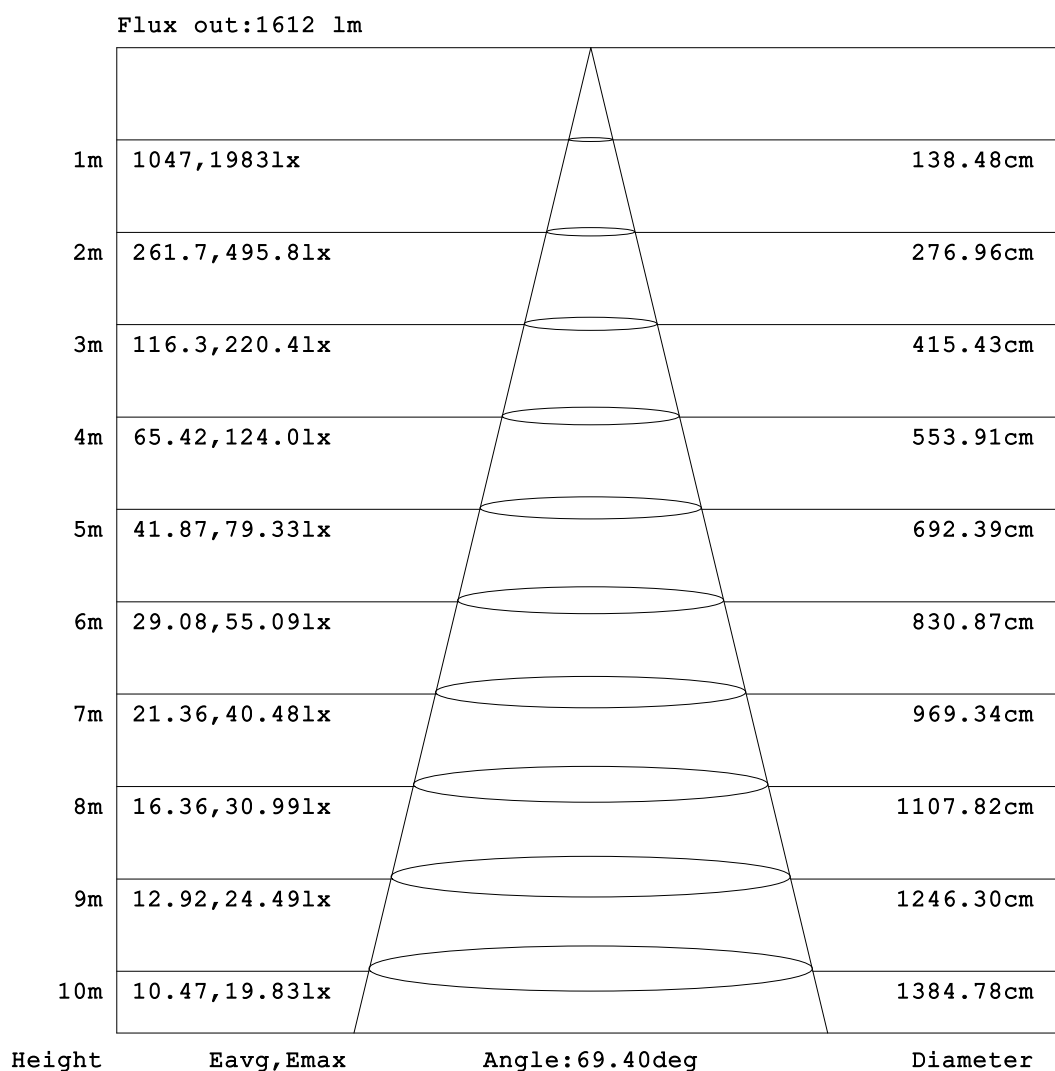 Flux out:1612 lm
1m 1047,1983lx 138.48cm
2m 261.7,495.8lx 276.96cm
3m 116.3,220.4lx 415.43cm
4m 65.42,124.0lx 553.91cm
5m 41.87,79.33lx 692.39cm
6m 29.08,55.09lx 830.87cm
7m 21.36,40.48lx 969.34cm
8m 16.36,30.99lx 1107.82cm
9m 12.92,24.49lx 1246.30cm
10m 10.47,19.83lx 1384.78cm
Height Eavg,Emax Angle:69.40deg Diameter